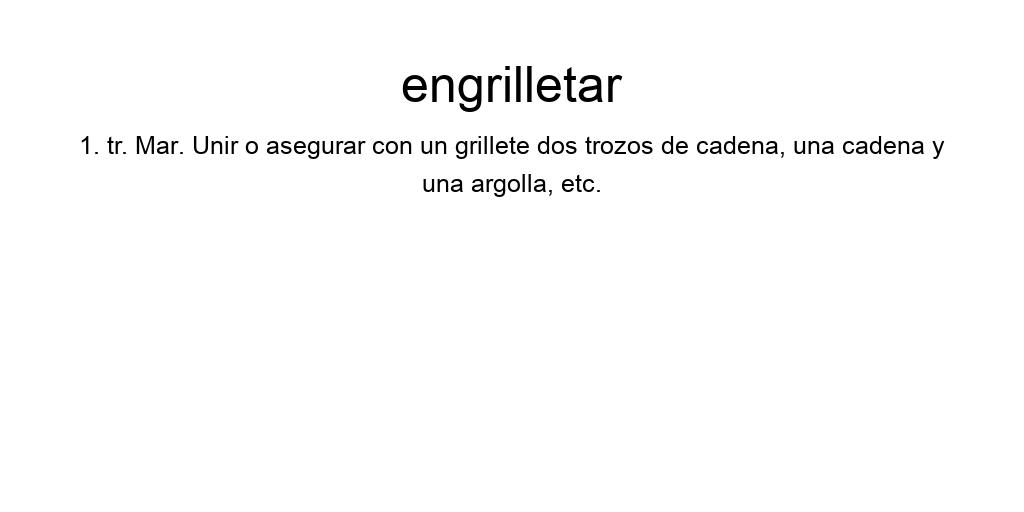 engrilletar
1. tr. Mar. Unir o asegurar con un grillete dos trozos de cadena, una cadena y
una argolla, etc.